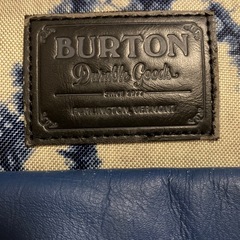 BURTON
Durable Goods
SINCE 1977
BURLINGTON, VERMONT